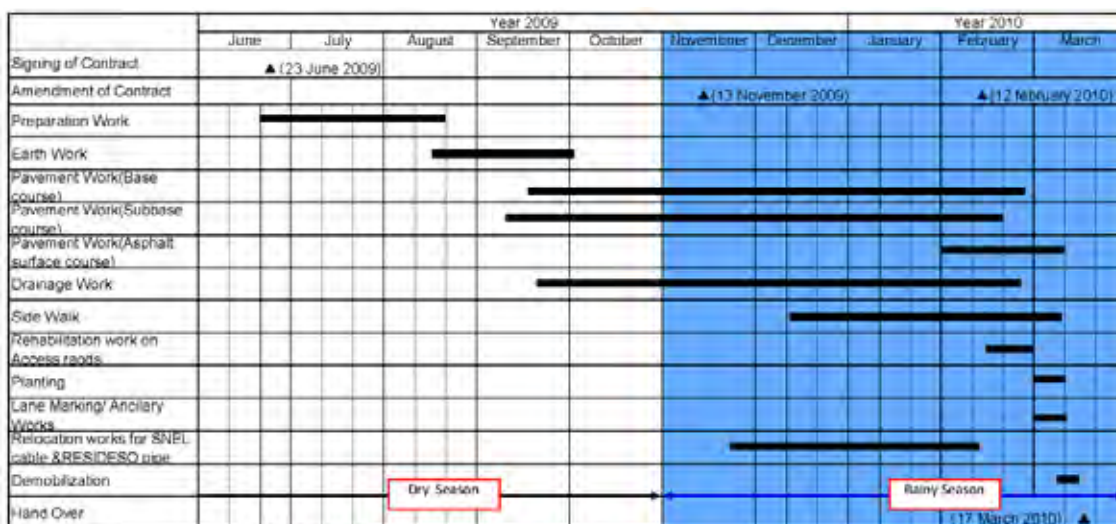 Year 2009 Year 2010
June July August September October November December January February March
Signing of Contract ▲(23 June 2009)
Amendment of Contract ▲(13 November 2009) ▲(12 february 2010)
Preparation Work
Earth Work
Pavement Work(Base
course)
Pavement Work(Subbase
course)
Pavement Work(Asphalt
surface course)
Drainage Work
Side Walk
Rehabilitation work on
Access raods
Planting
Lane Marking/ Ancilary
Works
Relocation works for SNEL
cable &RESIDESO pipe
Demobilization
Dry Season Rainy Season
Hand Over (17 March 2010) ▲